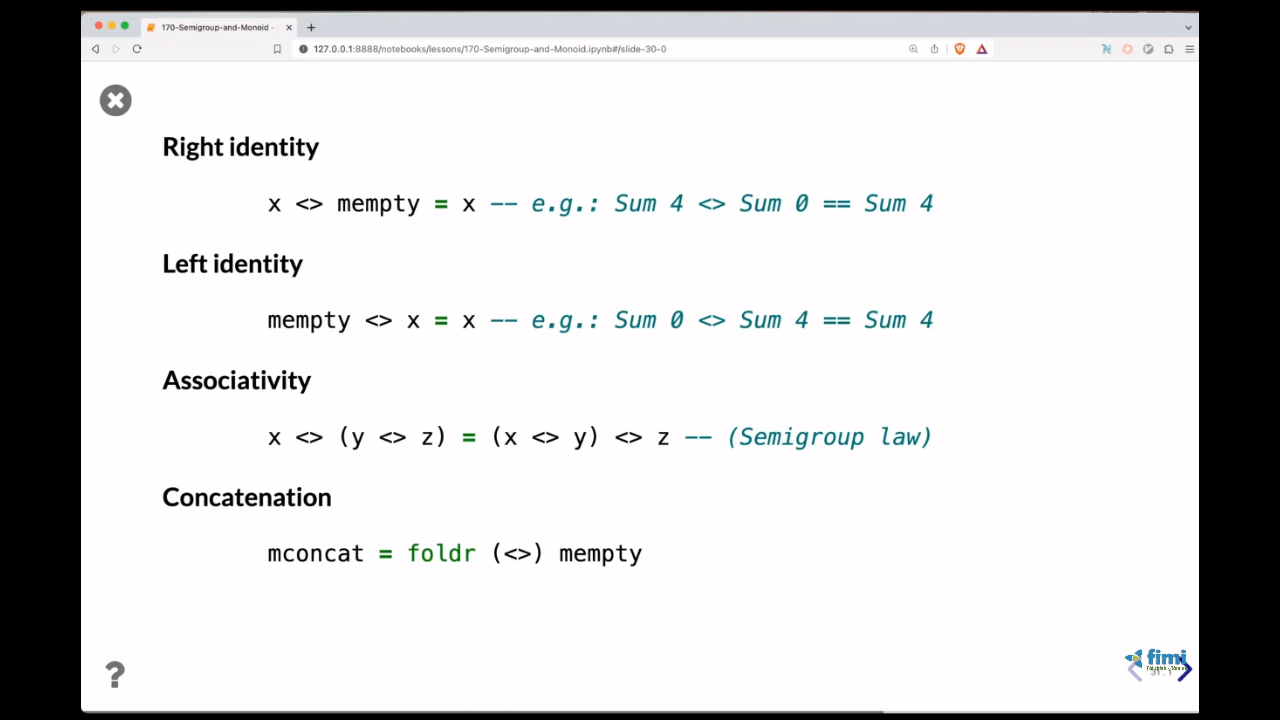 170-Semigroup-and-Monoid -
127.0.0.1:8888/notebooks/lessons/170-Semigroup-and-Monoid.ipynb#/slide-30-0
Right identity
x <> mempty = x -- e.g.: Sum 4 <> Sum 0 == Sum 4
Left identity
mempty <> x = x -- e.g.: Sum 0 <> Sum 4 == Sum 4
Associativity
x <> (y <> z) = (x <> y) <> z -- (Semigroup law)
Concatenation
mconcat = foldr (<>) mempty
?
fimi